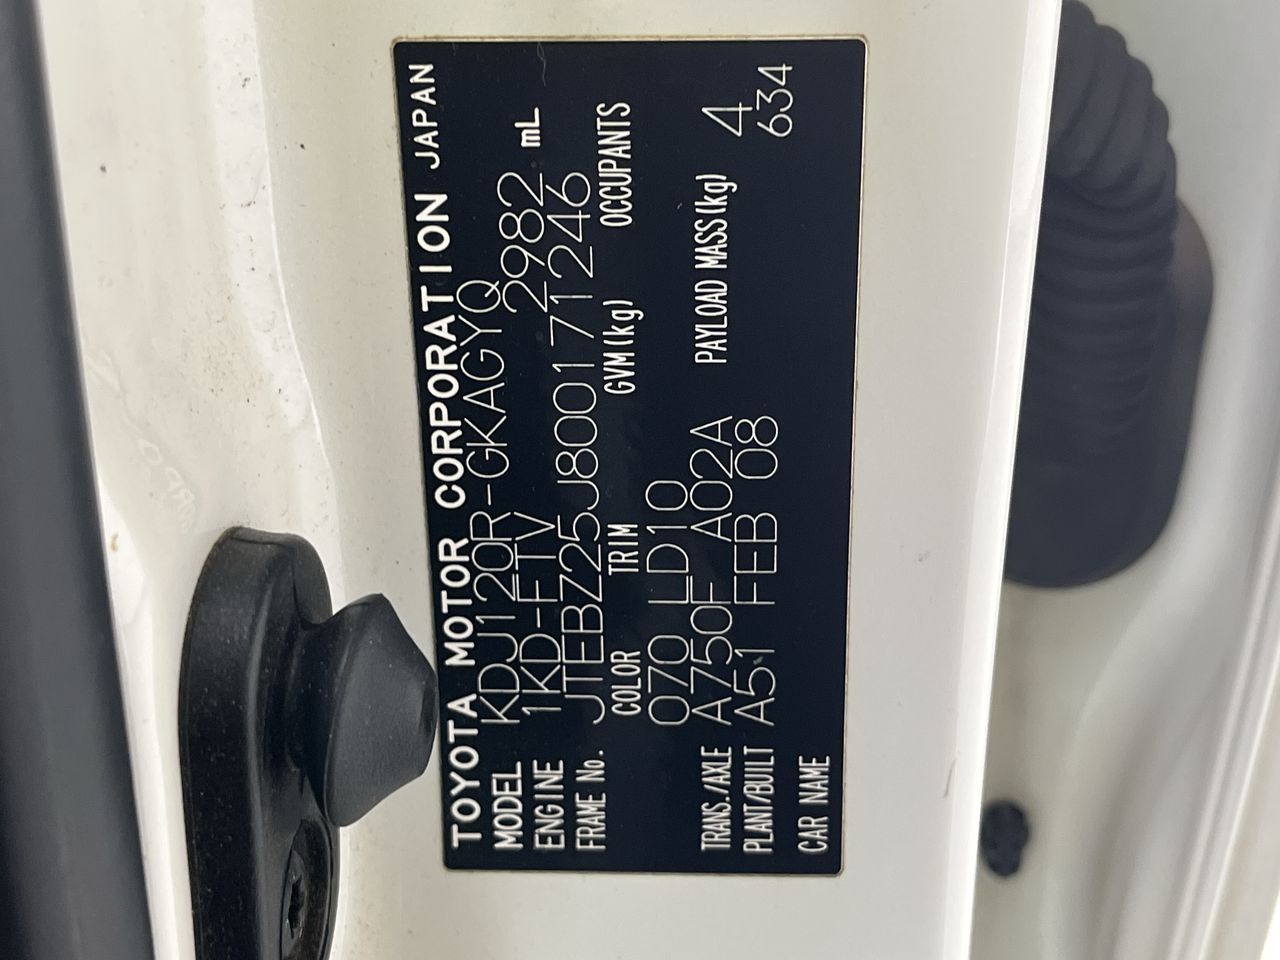 TOYOTA MOTOR CORPORATION JAPAN
MODEL KDJ120R-GKAGYQ
ENGINE 1KD-FTV 2982 mL
FRAME No. JTEBZ25J800171246
COLOR TRIM GVM(kg) OCCUPANTS
070 LD10 4
TRANS./AXLE A750F A02A PAYLOAD MASS(kg) 634
PLANT/BUILT A51 FEB 08
CAR NAME